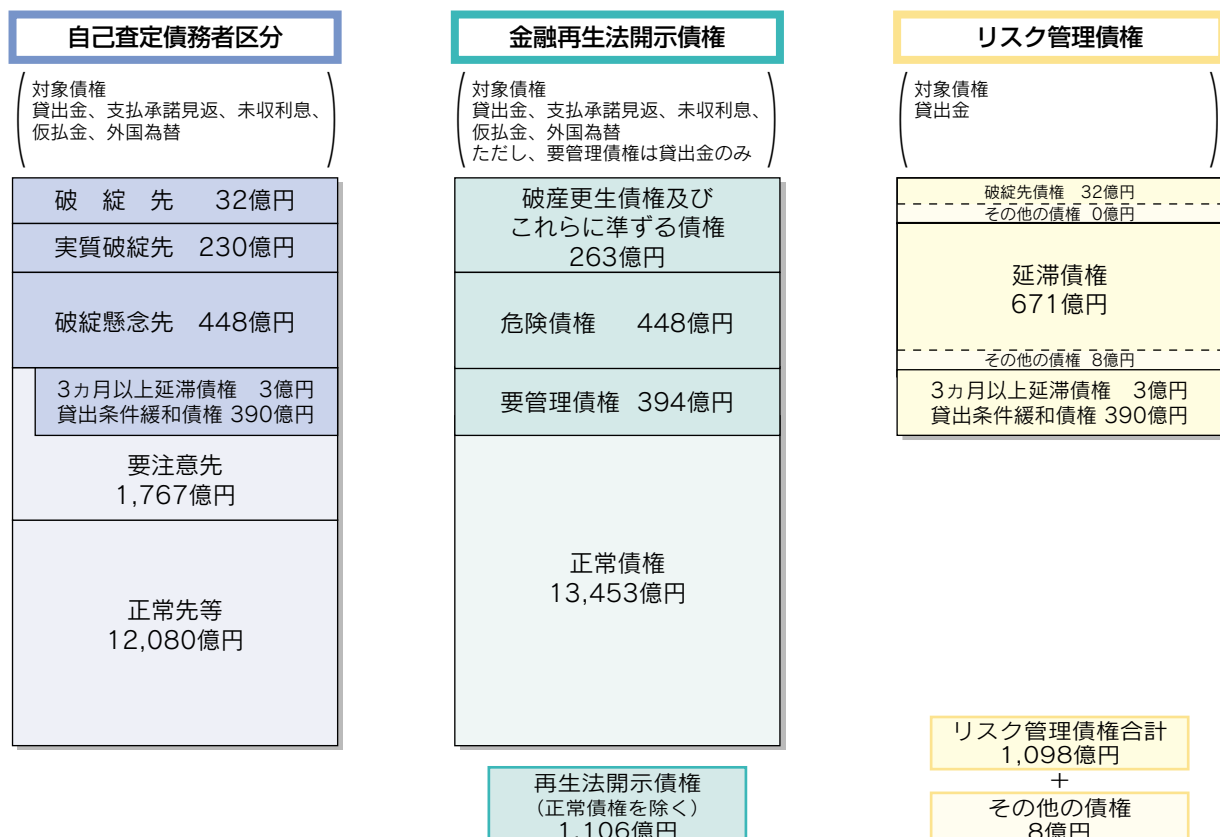 自己査定債務者区分
対象債権
貸出金、支払承諾見返、未収利息、
仮払金、外国為替
破 綻 先 32億円
実質破綻先 230億円
破綻懸念先 448億円
3ヵ月以上延滞債権 3億円
貸出条件緩和債権 390億円
要注意先
1,767億円
正常先等
12,080億円
金融再生法開示債権
対象債権
貸出金、支払承諾見返、未収利息、
仮払金、外国為替
ただし、要管理債権は貸出金のみ
破産更生債権及び
これらに準ずる債権
263億円
危険債権 448億円
要管理債権 394億円
正常債権
13,453億円
再生法開示債権
(正常債権を除く)
1,106億円
リスク管理債権
対象債権
貸出金
破綻先債権 32億円
その他の債権 0億円
延滞債権
671億円
その他の債権 8億円
3ヵ月以上延滞債権 3億円
貸出条件緩和債権 390億円
リスク管理債権合計
1,098億円
+
その他の債権
8億円